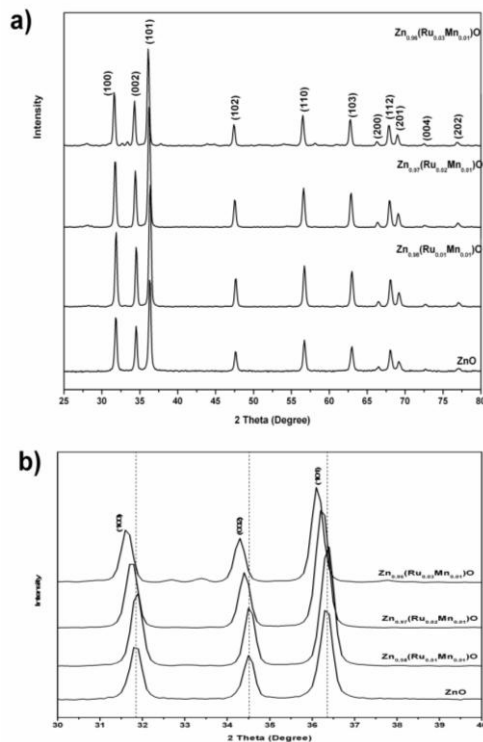 a)
Zn0.96(Ru0.03Mn0.01)O
(100)
(002)
(101)
(102)
(110)
(103)
(200)
(112)
(201)
(004)
(202)
Zn0.97(Ru0.02Mn0.01)O
Zn0.98(Ru0.01Mn0.01)O
ZnO
Intensity
25 30 35 40 45 50 55 60 65 70 75 80
2 Theta (Degree)
b)
(100)
(002)
(101)
Zn0.96(Ru0.03Mn0.01)O
Zn0.97(Ru0.02Mn0.01)O
Zn0.98(Ru0.01Mn0.01)O
ZnO
Intensity
30 31 32 33 34 35 36 37 38 39 40
2 Theta (Degree)